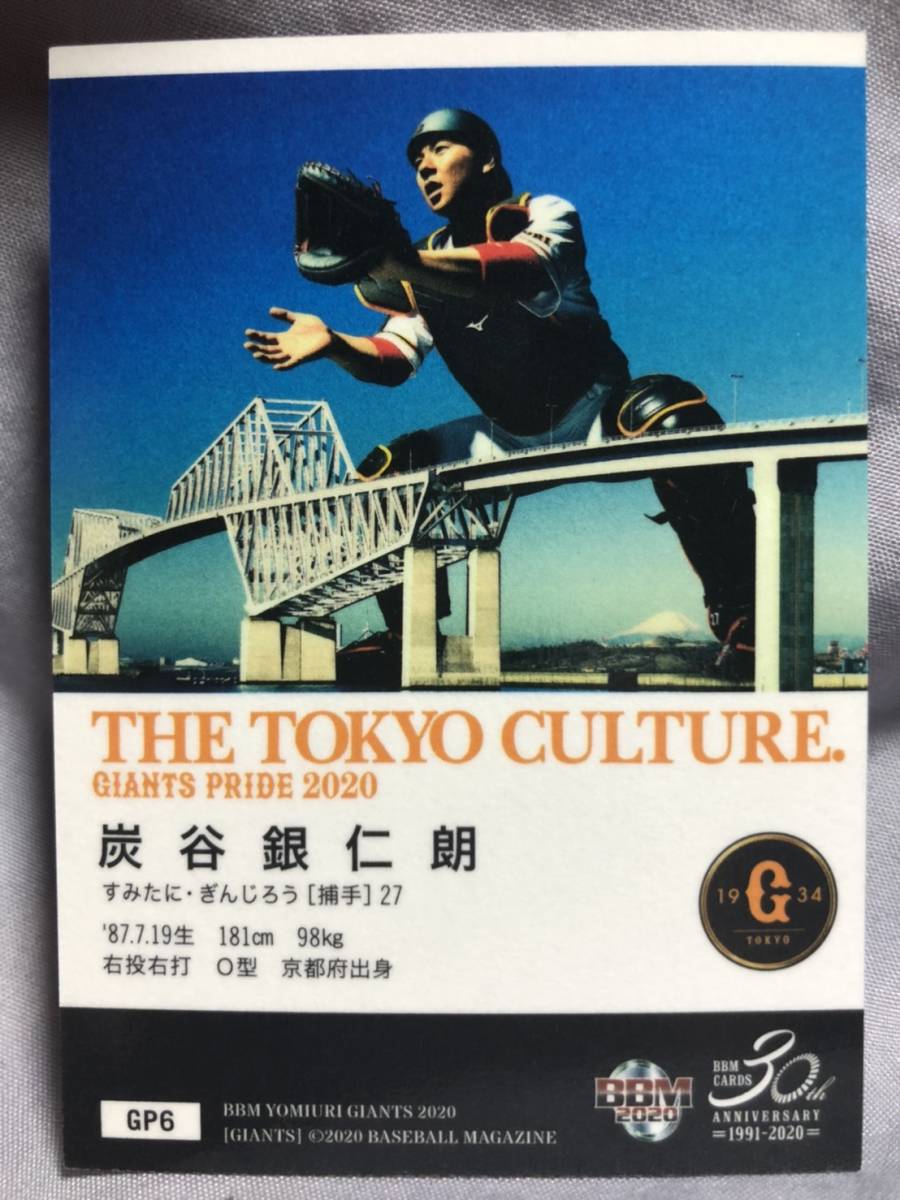 THE TOKYO CULTURE.
GIANTS PRIDE 2020
炭谷銀仁朗
すみたに・ぎんじろう [捕手] 27
'87.7.19生 181cm 98kg
右投右打 O型 京都府出身
19 G 34
TOKYO
GP6
BBM YOMIURI GIANTS 2020
[GIANTS] ©2020 BASEBALL MAGAZINE
BBM
2020
BBM
CARDS
30th
ANNIVERSARY
=1991-2020=